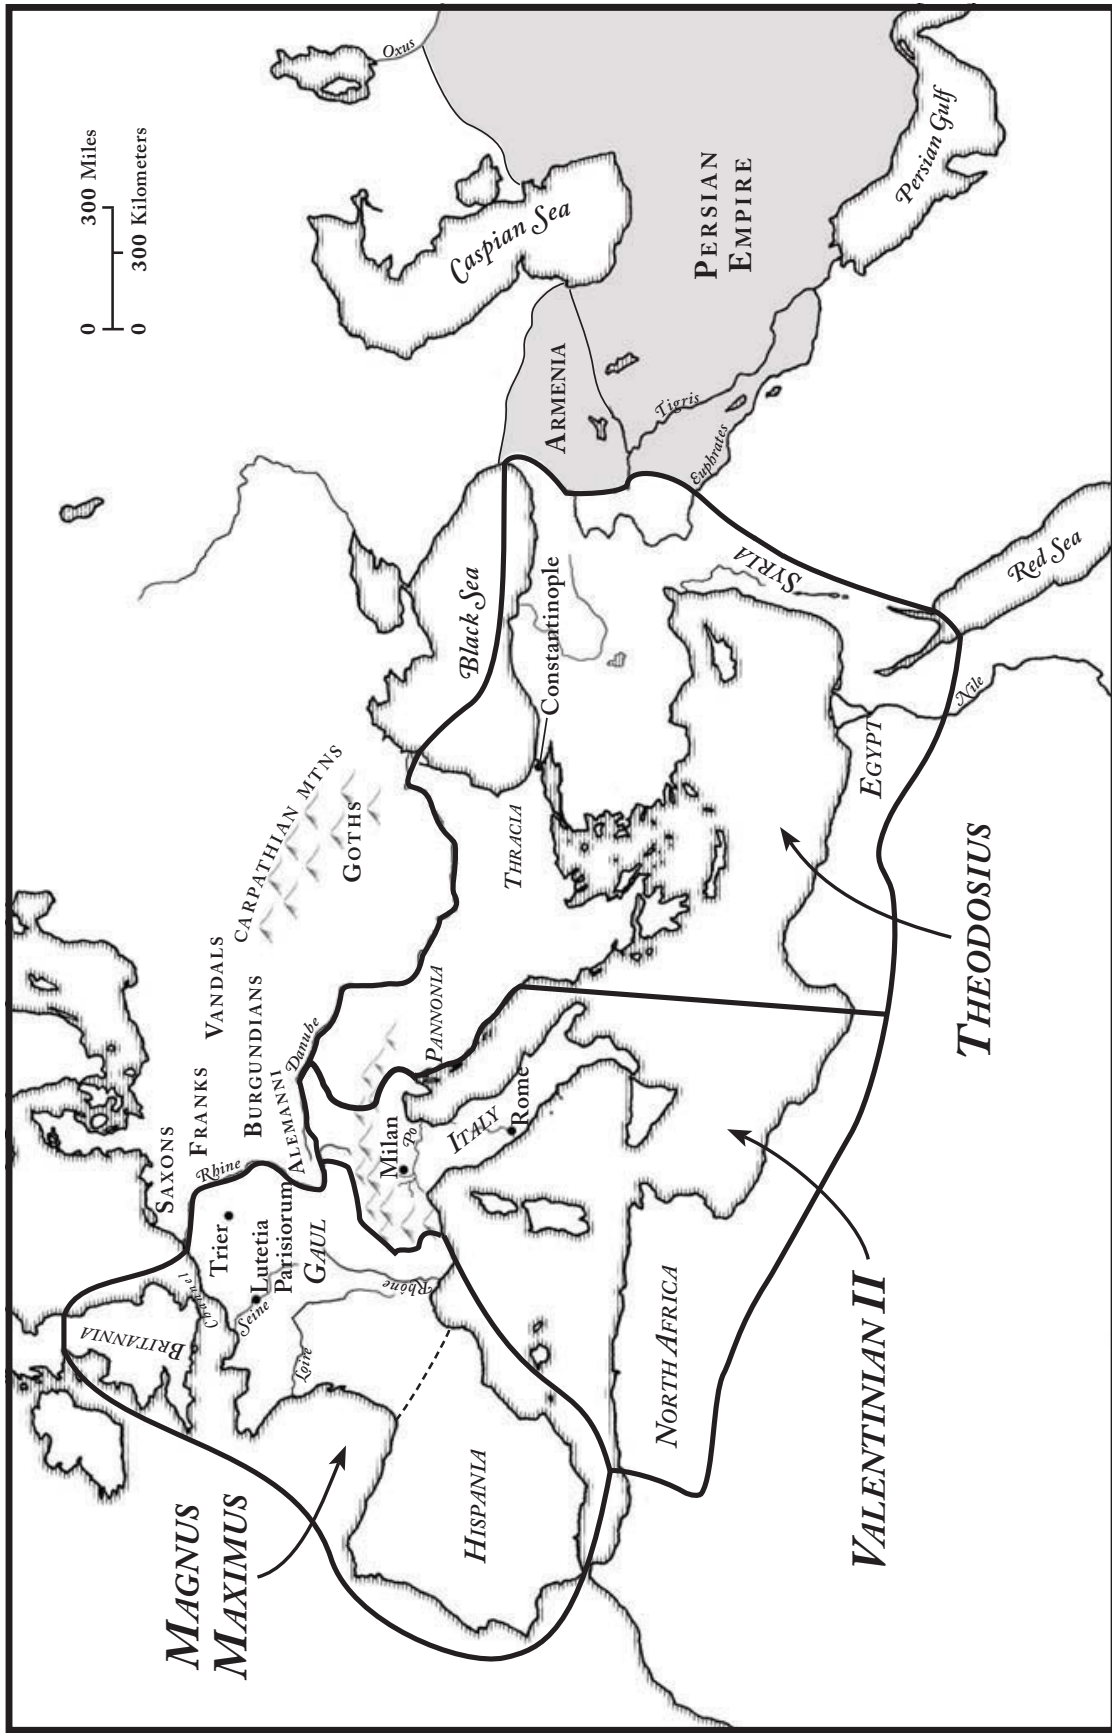 MAGNUS
MAXIMUS
BRITANNIA
Channel
SAXONS
FRANKS
VANDALS
BURGUNDIANS
ALEMANNI
CARPATHIAN MTNS
GOTHS
Rhine
Danube
Trier
Lutetia
Parisiorum
Seine
GAUL
Loire
Rhône
HISPANIA
Milan
Po
ITALY
Rome
PANNONIA
THRACIA
Constantinople
Black Sea
Caspian Sea
Oxus
0 300 Miles
0 300 Kilometers
ARMENIA
PERSIAN
EMPIRE
Tigris
Euphrates
Persian Gulf
SYRIA
Red Sea
Nile
EGYPT
NORTH AFRICA
VALENTINIAN II
THEODOSIUS